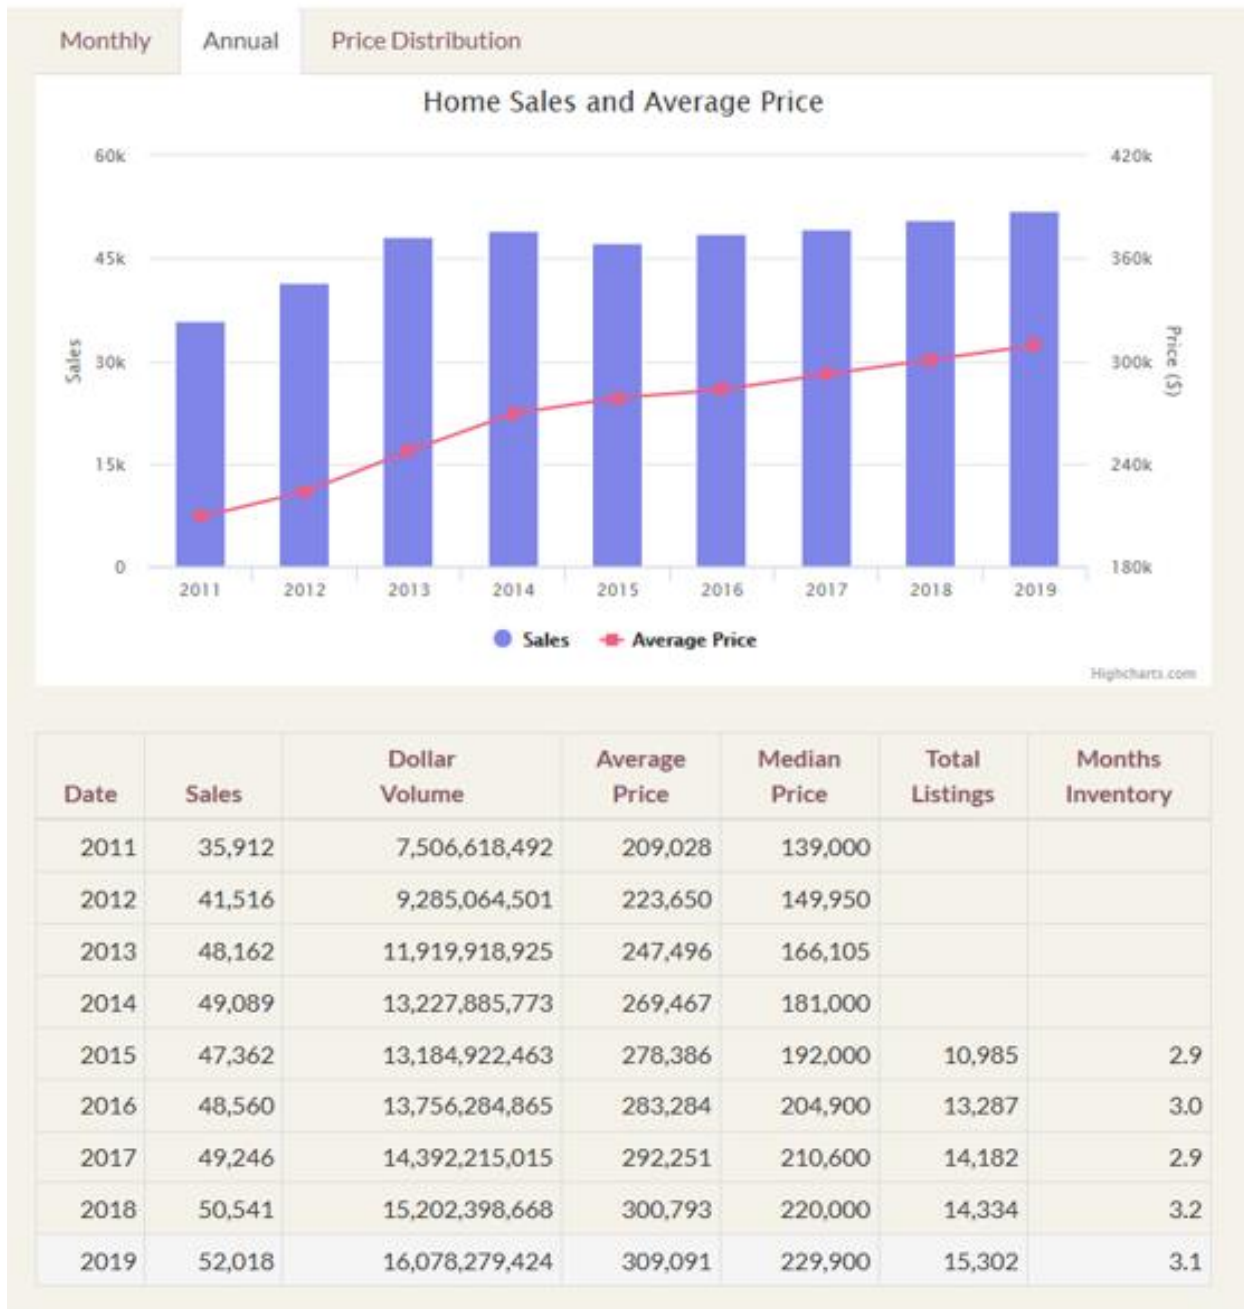 Monthly Annual Price Distribution
Home Sales and Average Price
60k 420k
45k 360k
Sales 30k 300k Price ($)
15k 240k
0 180k
2011 2012 2013 2014 2015 2016 2017 2018 2019
Sales Average Price
Highcharts.com
Dollar Average Median Total Months
Date Sales Volume Price Price Listings Inventory
2011 35,912 7,506,618,492 209,028 139,000
2012 41,516 9,285,064,501 223,650 149,950
2013 48,162 11,919,918,925 247,496 166,105
2014 49,089 13,227,885,773 269,467 181,000
2015 47,362 13,184,922,463 278,386 192,000 10,985 2.9
2016 48,560 13,756,284,865 283,284 204,900 13,287 3.0
2017 49,246 14,392,215,015 292,251 210,600 14,182 2.9
2018 50,541 15,202,398,668 300,793 220,000 14,334 3.2
2019 52,018 16,078,279,424 309,091 229,900 15,302 3.1